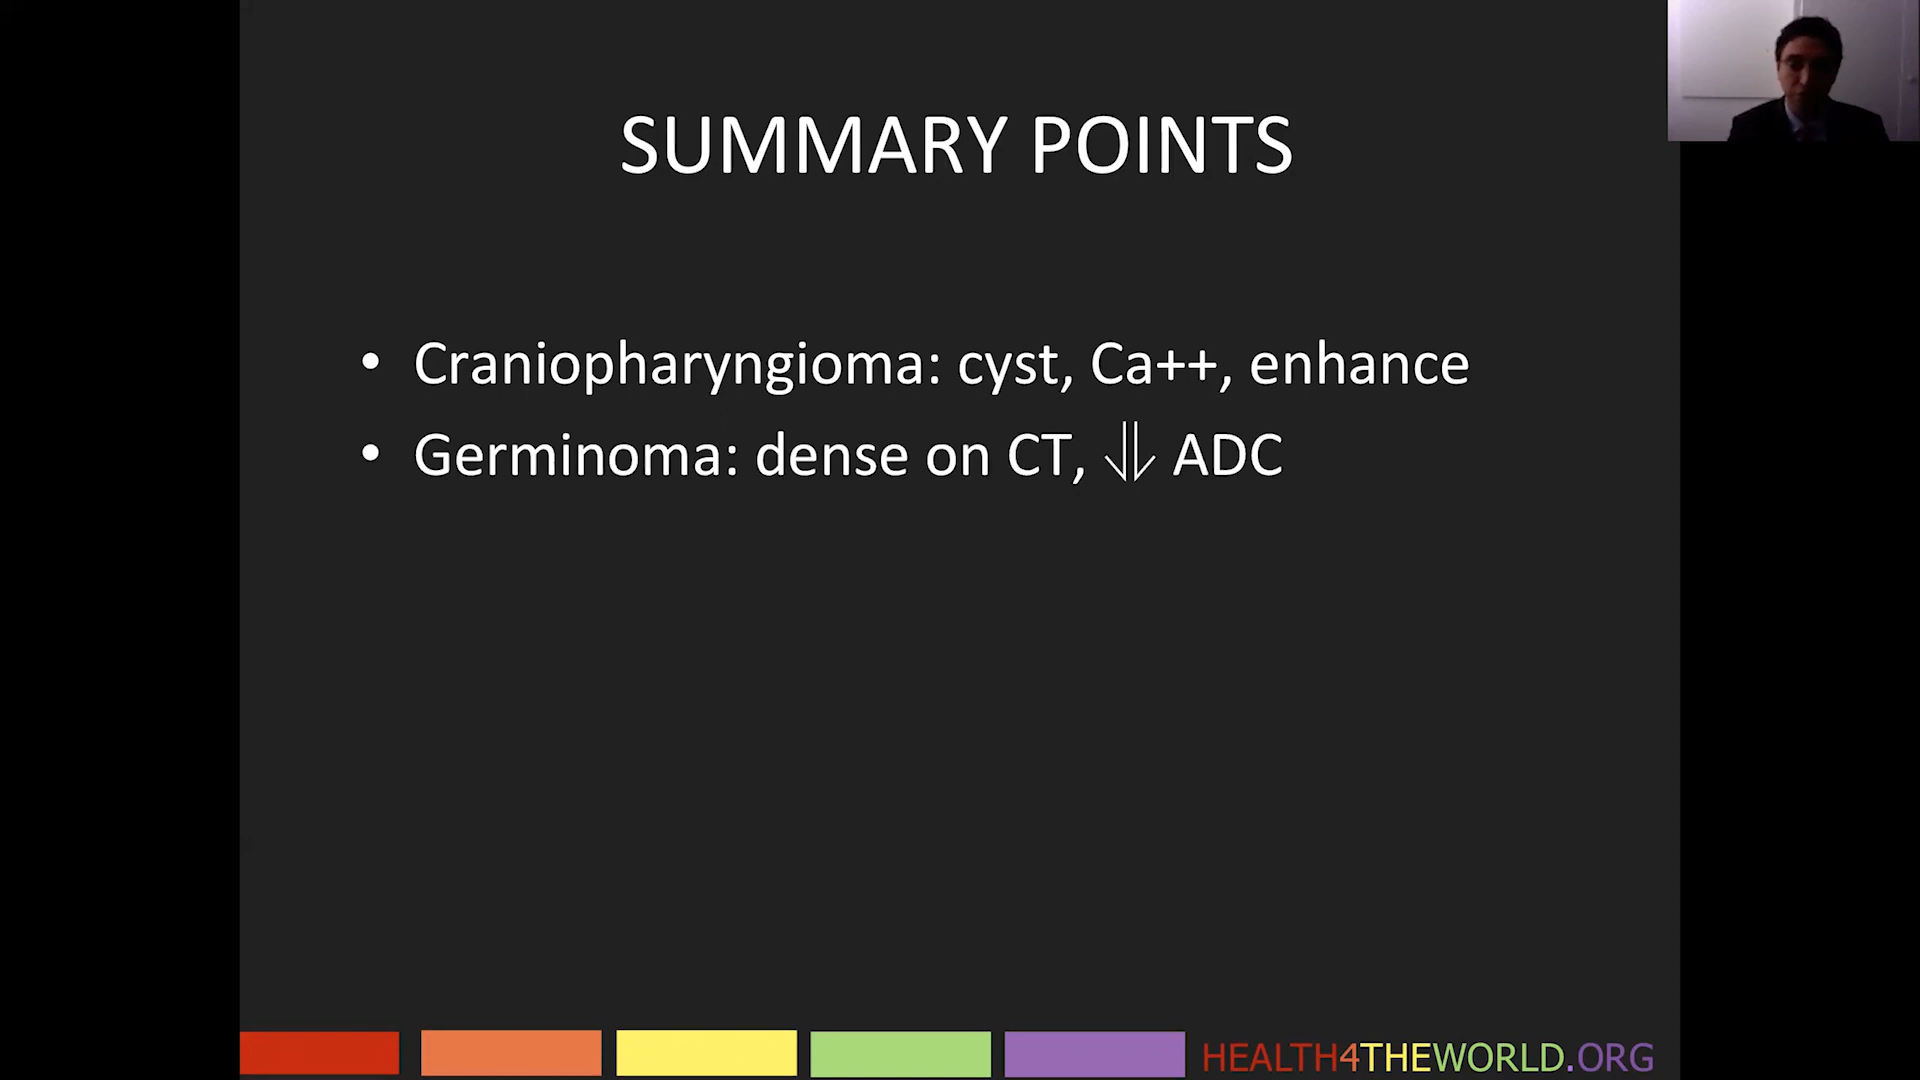 SUMMARY POINTS
• Craniopharyngioma: cyst, Ca++, enhance
• Germinoma: dense on CT, ⇓ ADC
HEALTH4THEWORLD.ORG